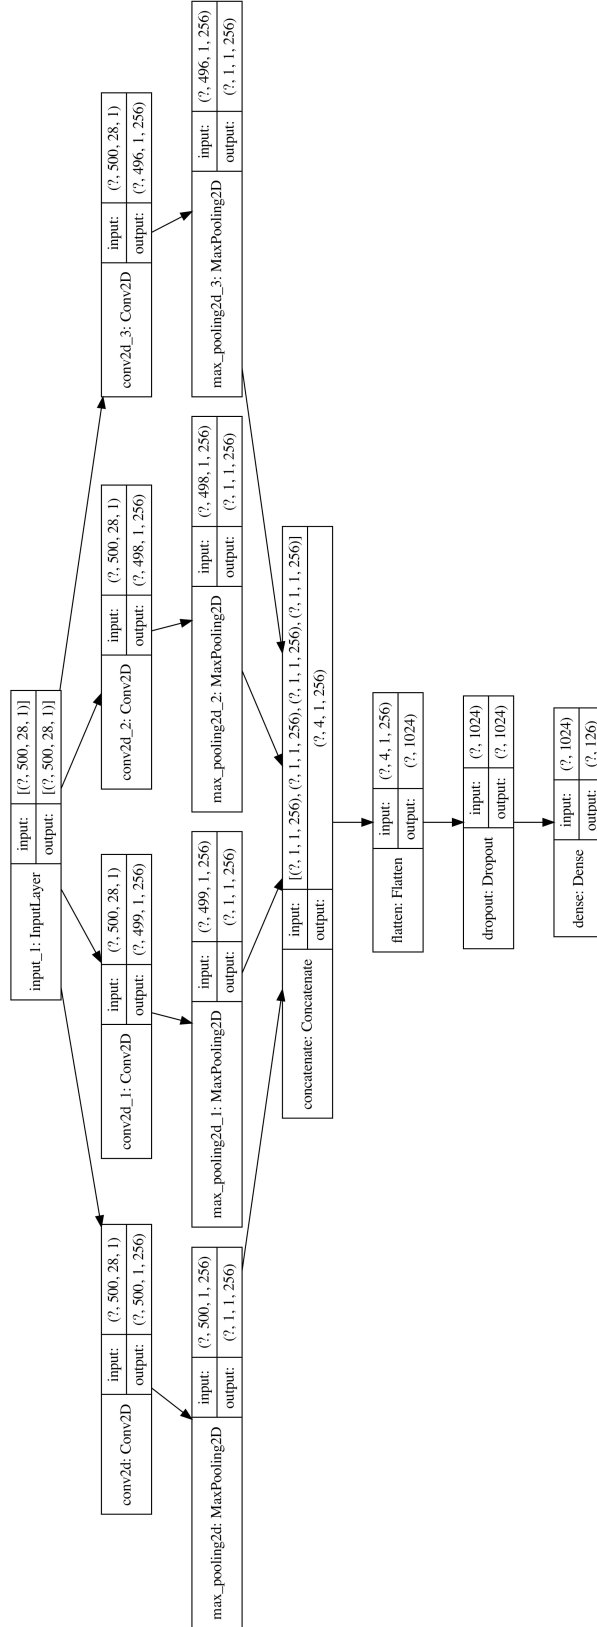 input_1: InputLayer
input:
[(?, 500, 28, 1)]
output:
[(?, 500, 28, 1)]
conv2d: Conv2D
input:
(?, 500, 28, 1)
output:
(?, 500, 1, 256)
conv2d_1: Conv2D
input:
(?, 500, 28, 1)
output:
(?, 499, 1, 256)
conv2d_2: Conv2D
input:
(?, 500, 28, 1)
output:
(?, 498, 1, 256)
conv2d_3: Conv2D
input:
(?, 500, 28, 1)
output:
(?, 496, 1, 256)
max_pooling2d: MaxPooling2D
input:
(?, 500, 1, 256)
output:
(?, 1, 1, 256)
max_pooling2d_1: MaxPooling2D
input:
(?, 499, 1, 256)
output:
(?, 1, 1, 256)
max_pooling2d_2: MaxPooling2D
input:
(?, 498, 1, 256)
output:
(?, 1, 1, 256)
max_pooling2d_3: MaxPooling2D
input:
(?, 496, 1, 256)
output:
(?, 1, 1, 256)
concatenate: Concatenate
input:
[(?, 1, 1, 256), (?, 1, 1, 256), (?, 1, 1, 256), (?, 1, 1, 256)]
output:
(?, 4, 1, 256)
flatten: Flatten
input:
(?, 4, 1, 256)
output:
(?, 1024)
dropout: Dropout
input:
(?, 1024)
output:
(?, 1024)
dense: Dense
input:
(?, 1024)
output:
(?, 126)